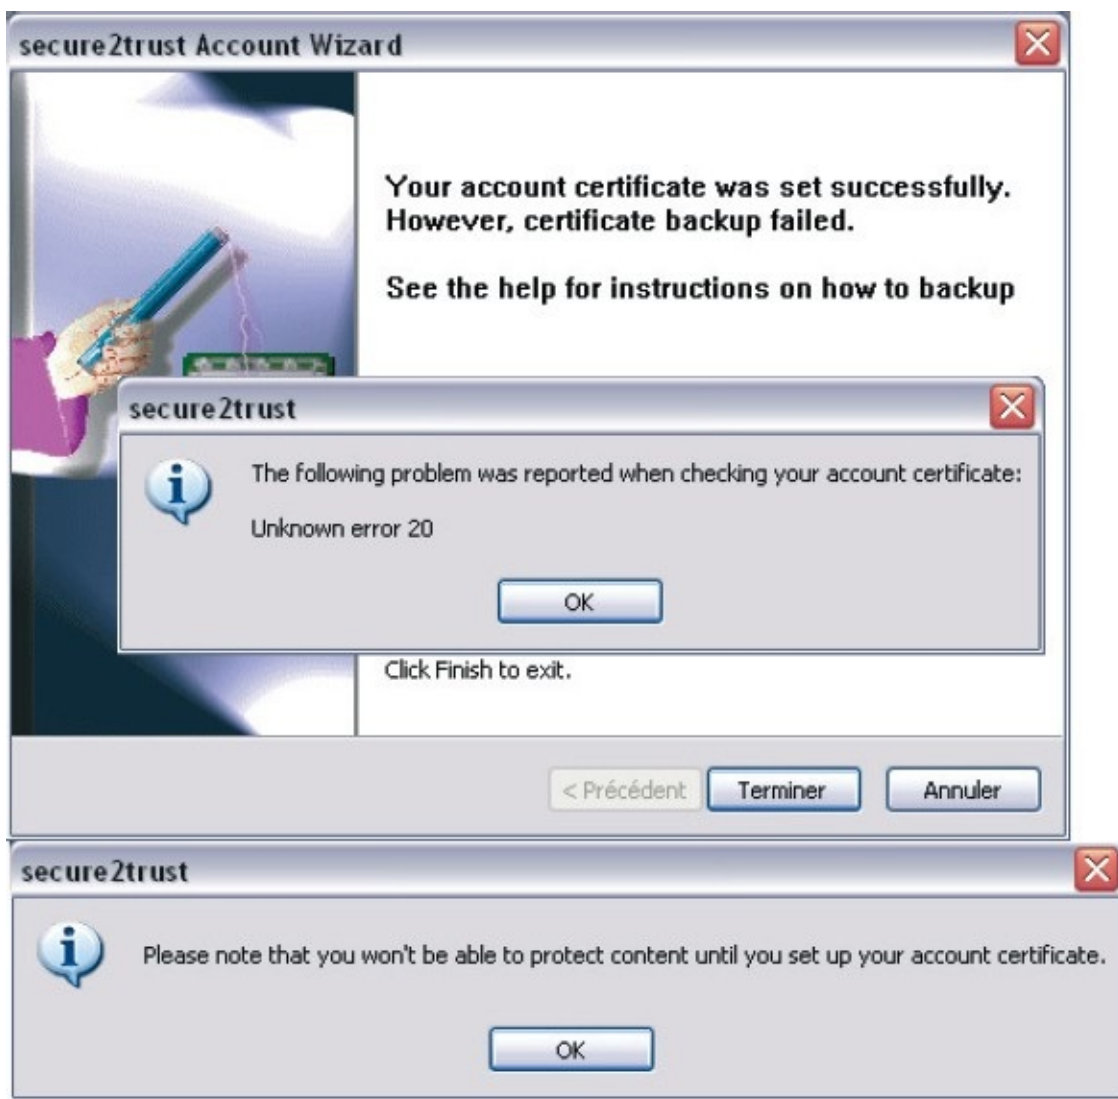 secure2trust Account Wizard
Your account certificate was set successfully.
However, certificate backup failed.
See the help for instructions on how to backup
secure2trust
The following problem was reported when checking your account certificate:
Unknown error 20
OK
Click Finish to exit.
< Précédent Terminer Annuler
secure2trust
Please note that you won't be able to protect content until you set up your account certificate.
OK